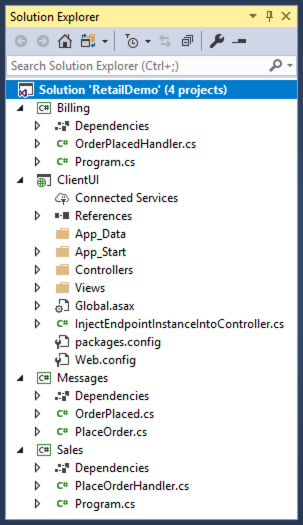 Solution Explorer
Search Solution Explorer (Ctrl+;)
Solution 'RetailDemo' (4 projects)
C# Billing
Dependencies
C# OrderPlacedHandler.cs
C# Program.cs
ClientUI
Connected Services
References
App_Data
App_Start
Controllers
Views
Global.asax
C# InjectEndpointInstanceIntoController.cs
packages.config
Web.config
C# Messages
Dependencies
C# OrderPlaced.cs
C# PlaceOrder.cs
C# Sales
Dependencies
C# PlaceOrderHandler.cs
C# Program.cs